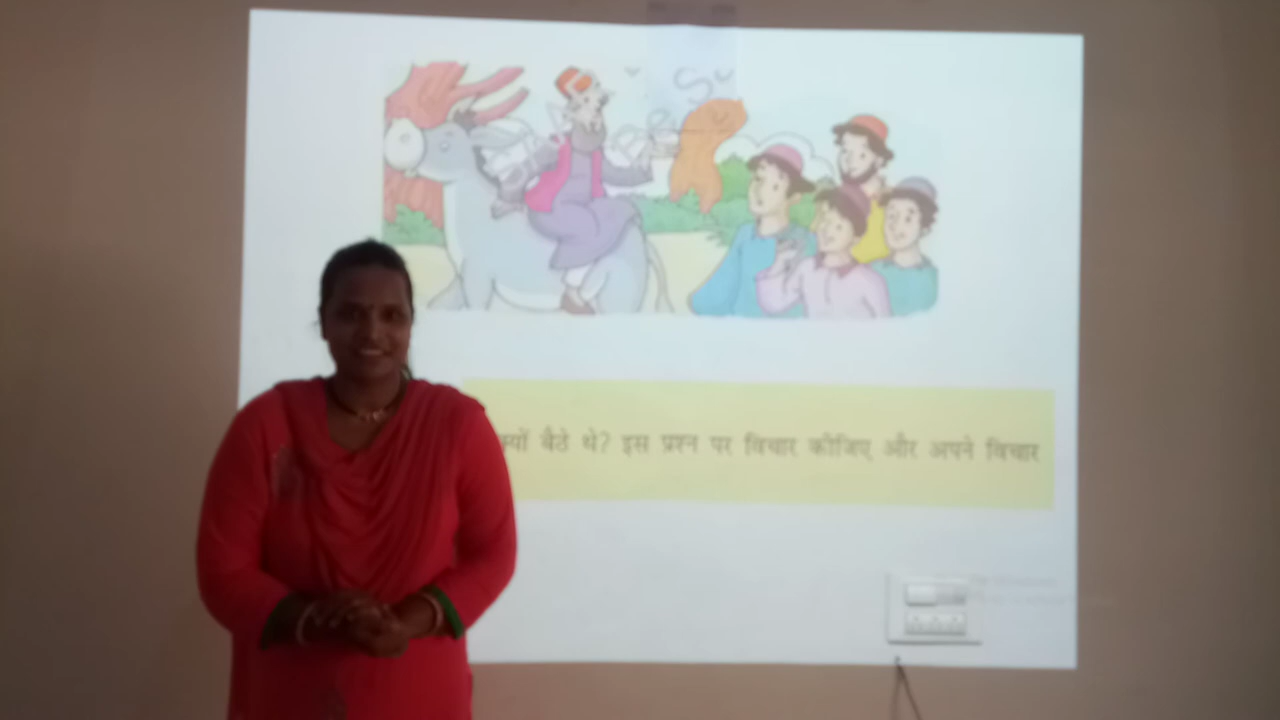 बैठे थे? इस प्रश्न पर विचार कीजिए और अपने विचार